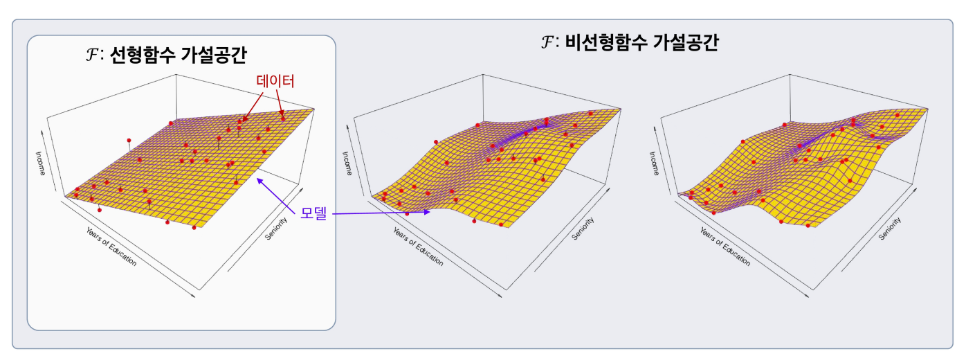 𝓕: 선형함수 가설공간
𝓕: 비선형함수 가설공간
데이터
모델
Income
Years of Education
Seniority
Income
Years of Education
Seniority
Income
Years of Education
Seniority